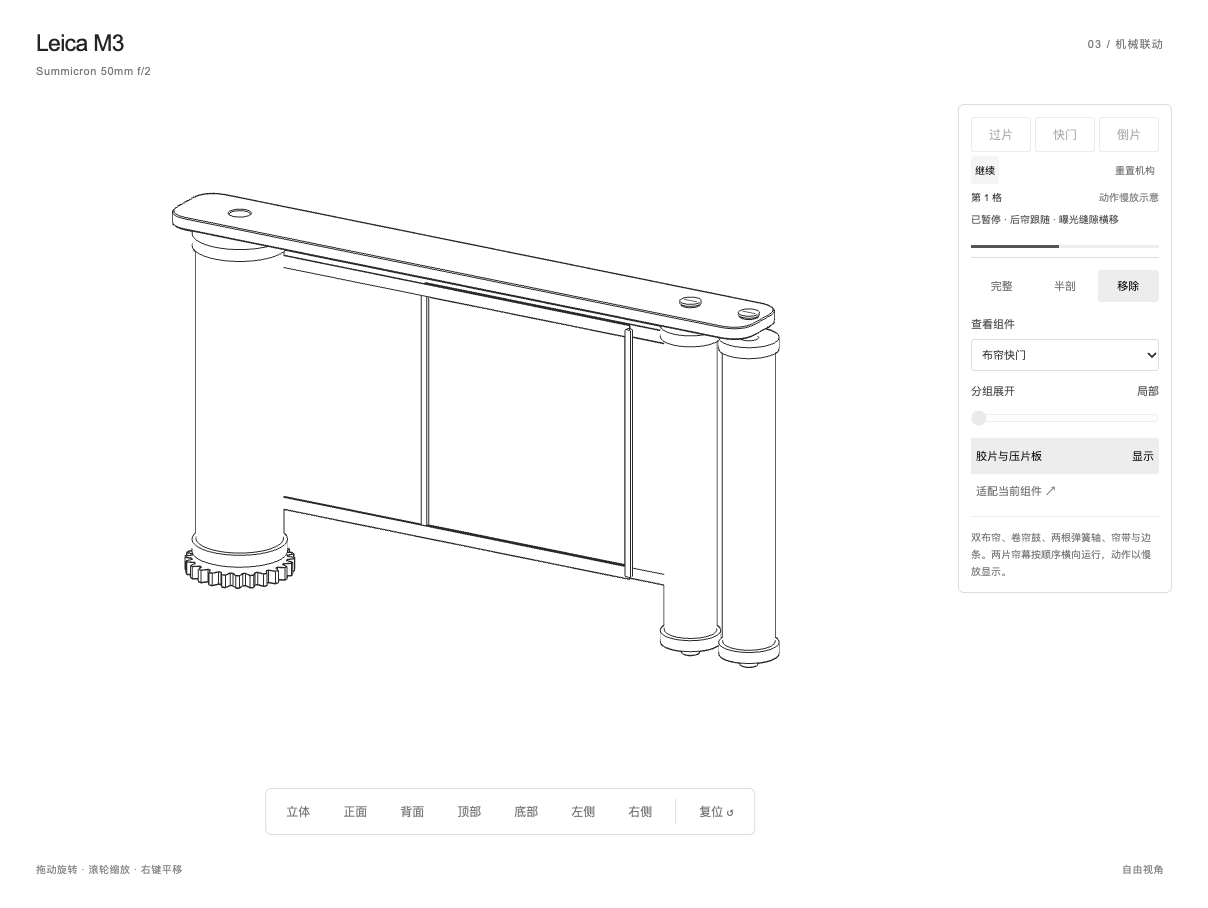 Leica M3
Summicron 50mm f/2
03 / 机械联动
过片 快门 倒片
继续 重置机构
第 1 格 动作慢放示意
已暂停 · 后帘跟随 · 曝光缝隙横移
完整 半剖 移除
查看组件
布帘快门
分组展开 局部
胶片与压片板 显示
适配当前组件 ↗
双布帘、卷帘鼓、两根弹簧轴、帘带与边
条。两片帘幕按顺序横向运行，动作以慢
放显示。
立体 正面 背面 顶部 底部 左侧 右侧 复位 ↺
拖动旋转 · 滚轮缩放 · 右键平移
自由视角